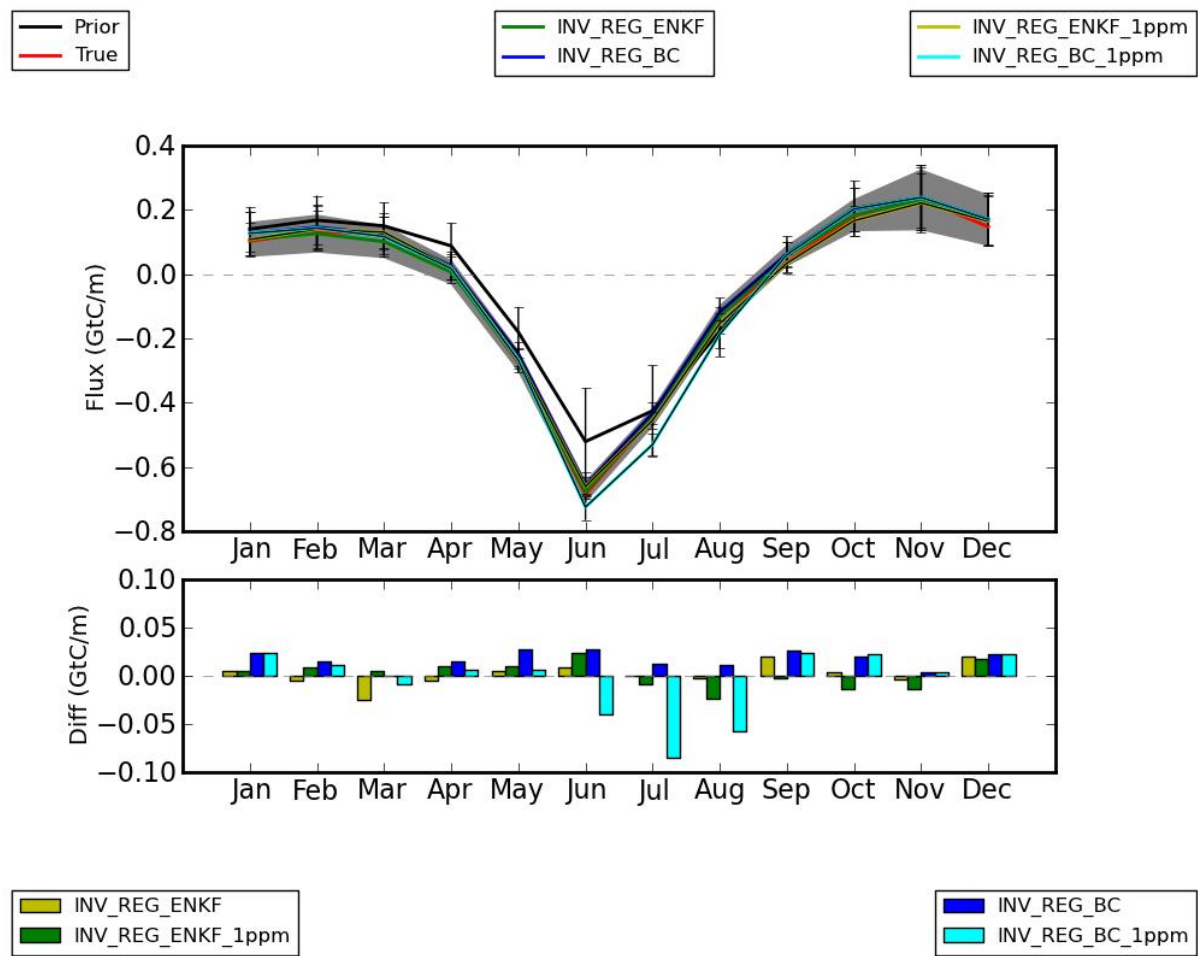 Prior
True
INV_REG_ENKF
INV_REG_BC
INV_REG_ENKF_1ppm
INV_REG_BC_1ppm
Flux (GtC/m)
0.4
0.2
0.0
−0.2
−0.4
−0.6
−0.8
Jan Feb Mar Apr May Jun Jul Aug Sep Oct Nov Dec
Diff (GtC/m)
0.10
0.05
0.00
−0.05
−0.10
Jan Feb Mar Apr May Jun Jul Aug Sep Oct Nov Dec
INV_REG_ENKF
INV_REG_ENKF_1ppm
INV_REG_BC
INV_REG_BC_1ppm